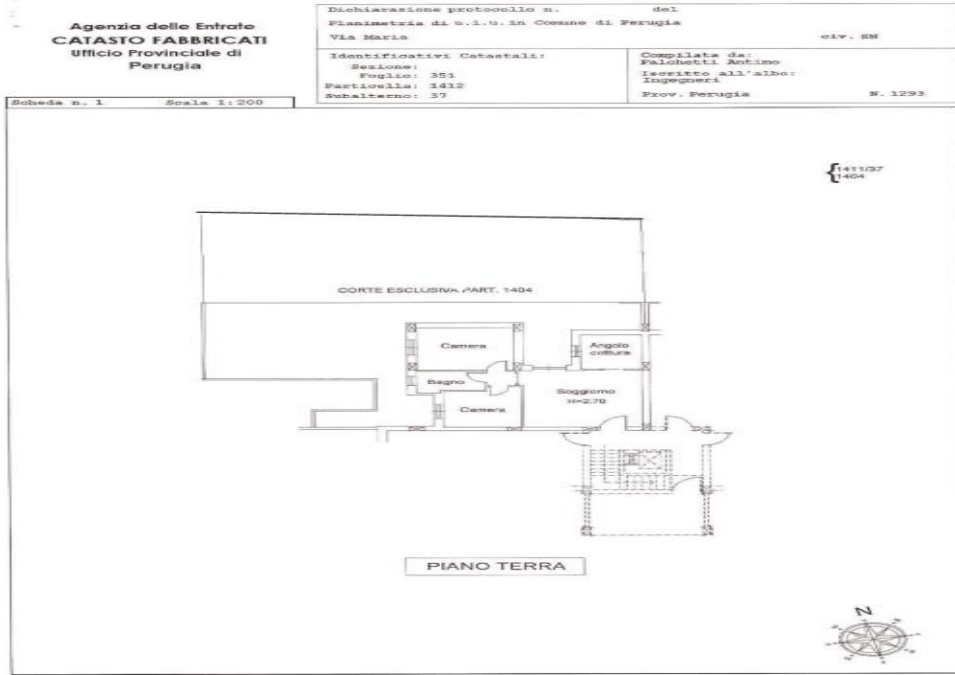 Agenzia delle Entrate
CATASTO FABBRICATI
Ufficio Provinciale di
Perugia
Dichiarazione protocollo n. del
Planimetria di u.i.u. in Comune di Perugia
Via Maria civ. SN
Identificativi Catastali:
Sezione:
Foglio: 351
Particella: 1412
Subalterno: 37
Compilata da:
Falchetti Antimo
Iscritto all'albo:
Ingegneri
Prov. Perugia N. 1293
Scheda n. 1 Scala 1:200
1411/37
1404
CORTE ESCLUSIVA PART. 1404
Camera
Angolo
cottura
Bagno
Soggiorno
H=2.70
Camera
PIANO TERRA
N